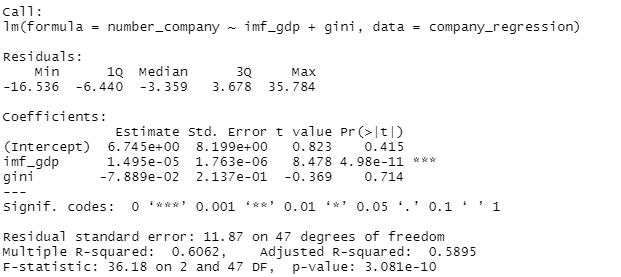 Call:
lm(formula = number_company ~ imf_gdp + gini, data = company_regression)
Residuals:
Min 1Q Median 3Q Max
-16.536 -6.440 -3.359 3.678 35.784
Coefficients:
Estimate Std. Error t value Pr(>|t|)
(Intercept) 6.745e+00 8.199e+00 0.823 0.415
imf_gdp 1.495e-05 1.763e-06 8.478 4.98e-11 ***
gini -7.889e-02 2.137e-01 -0.369 0.714
---
Signif. codes: 0 ‘***’ 0.001 ‘**’ 0.01 ‘*’ 0.05 ‘.’ 0.1 ‘ ’ 1
Residual standard error: 11.87 on 47 degrees of freedom
Multiple R-squared: 0.6062, Adjusted R-squared: 0.5895
F-statistic: 36.18 on 2 and 47 DF, p-value: 3.081e-10